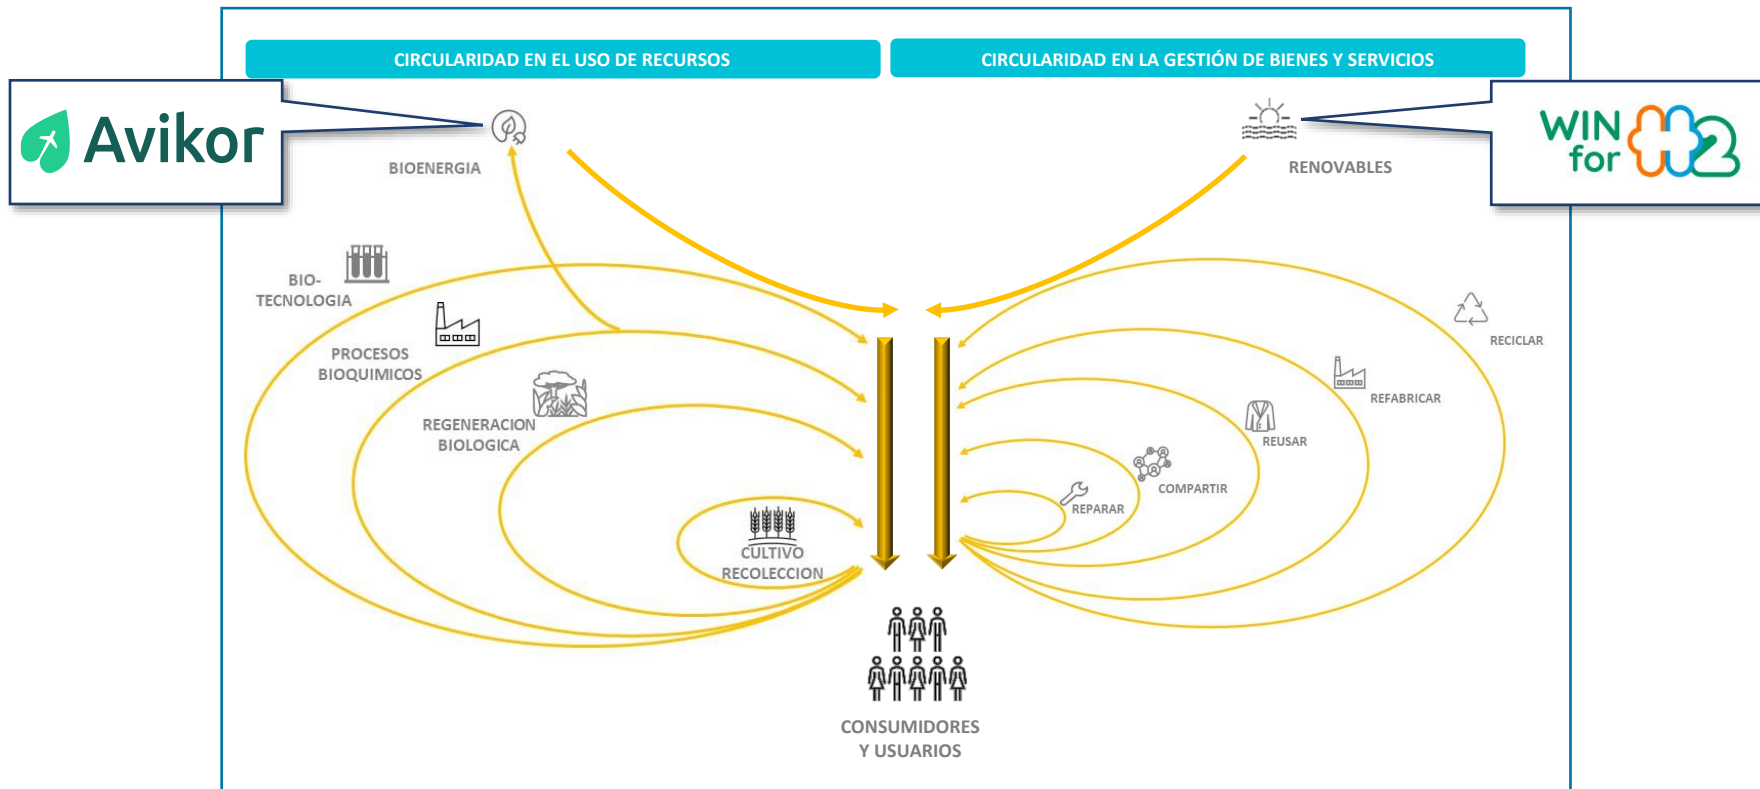 CIRCULARIDAD EN EL USO DE RECURSOS
CIRCULARIDAD EN LA GESTIÓN DE BIENES Y SERVICIOS
Avikor
WIN
for H2
BIOENERGIA
RENOVABLES
BIO-
TECNOLOGIA
PROCESOS
BIOQUIMICOS
REGENERACION
BIOLOGICA
CULTIVO
RECOLECCION
RECICLAR
REFABRICAR
REUSAR
COMPARTIR
REPARAR
CONSUMIDORES
Y USUARIOS